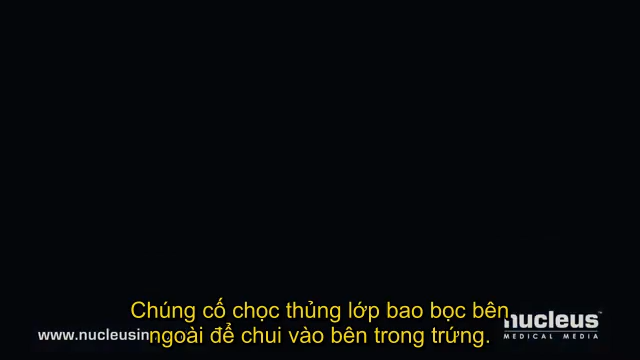 Chúng cố chọc thủng lớp bao bọc bên
ngoài để chui vào bên trong trứng.
www.nucleusin
nucleus™
MEDICAL MEDIA